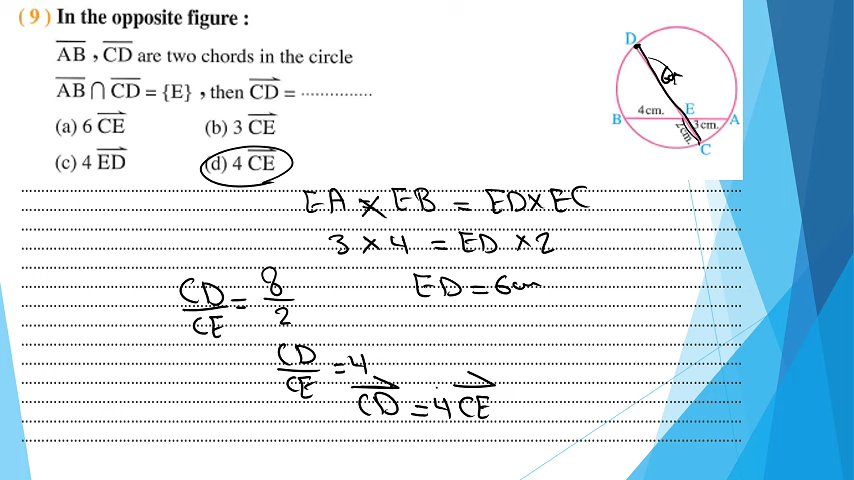 ( 9 ) In the opposite figure :
AB , CD are two chords in the circle
AB ∩ CD = {E} , then CD = ...............
(a) 6 CE
(b) 3 CE
(c) 4 ED
(d) 4 CE
D
6cm
4cm.
E
B
3cm.
A
2cm.
C
EA × EB = ED × EC
3 × 4 = ED × 2
ED = 6cm
CD/CE = 8/2
CD/CE = 4
CD = 4 CE